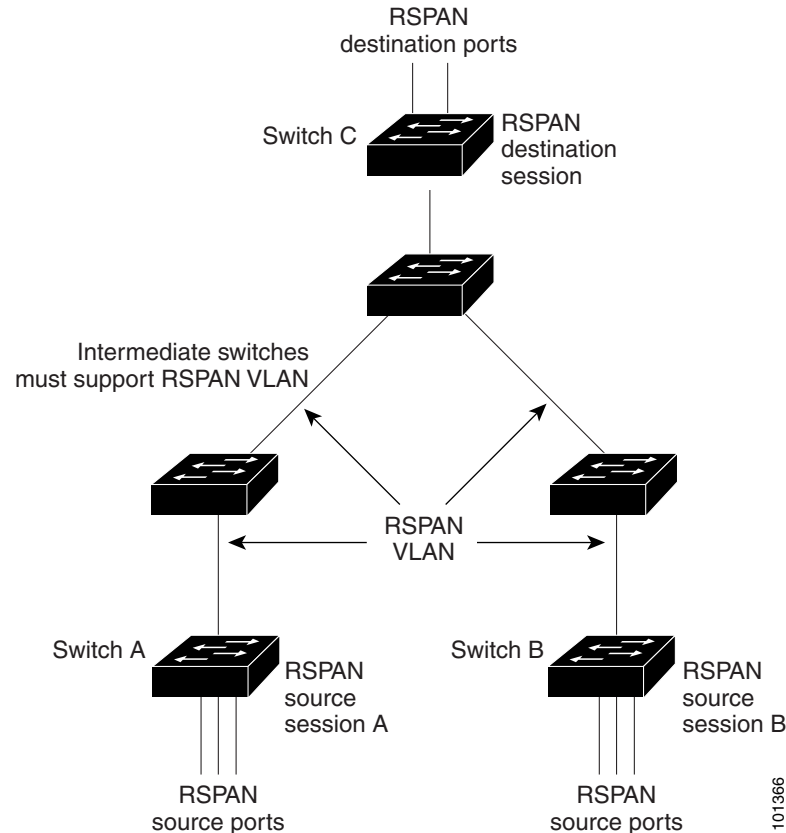 RSPAN
destination ports
Switch C
RSPAN
destination
session
Intermediate switches
must support RSPAN VLAN
RSPAN
VLAN
Switch A
RSPAN
source
session A
Switch B
RSPAN
source
session B
RSPAN
source ports
RSPAN
source ports
101366